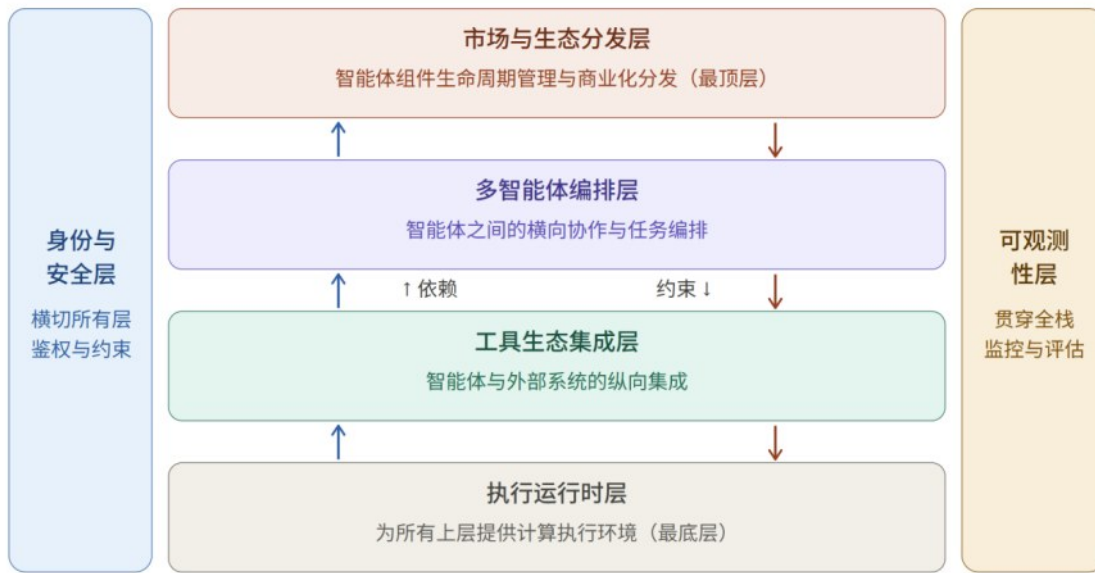 市场与生态分发层
智能体组件生命周期管理与商业化分发（最顶层）
多智能体编排层
智能体之间的横向协作与任务编排
身份与
安全层
横切所有层
鉴权与约束
↑ 依赖
约束 ↓
工具生态集成层
智能体与外部系统的纵向集成
执行运行时层
为所有上层提供计算执行环境（最底层）
可观测
性层
贯穿全栈
监控与评估